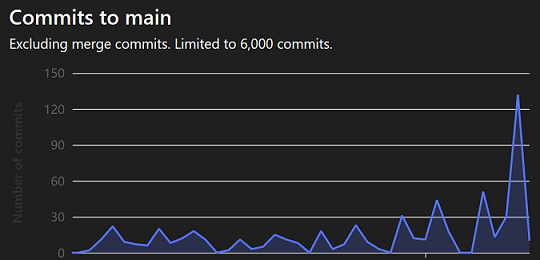 Commits to main
Excluding merge commits. Limited to 6,000 commits.
150
120
90
60
30
0
Number of commits